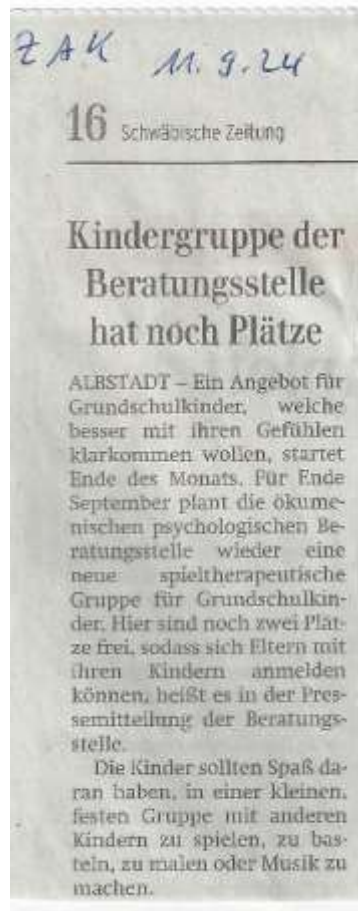 ZAK 11.9.24
16 Schwäbische Zeitung
Kindergruppe der
Beratungsstelle
hat noch Plätze
ALBSTADT – Ein Angebot für
Grundschulkinder, welche
besser mit ihren Gefühlen
klarkommen wollen, startet
Ende des Monats. Für Ende
September plant die ökume-
nischen psychologischen Be-
ratungsstelle wieder eine
neue spieltherapeutische
Gruppe für Grundschulkin-
der. Hier sind noch zwei Plät-
ze frei, sodass sich Eltern mit
ihren Kindern anmelden
können, heißt es in der Pres-
semitteilung der Beratungs-
stelle.
Die Kinder sollten Spaß da-
ran haben, in einer kleinen,
festen Gruppe mit anderen
Kindern zu spielen, zu bas-
teln, zu malen oder Musik zu
machen.